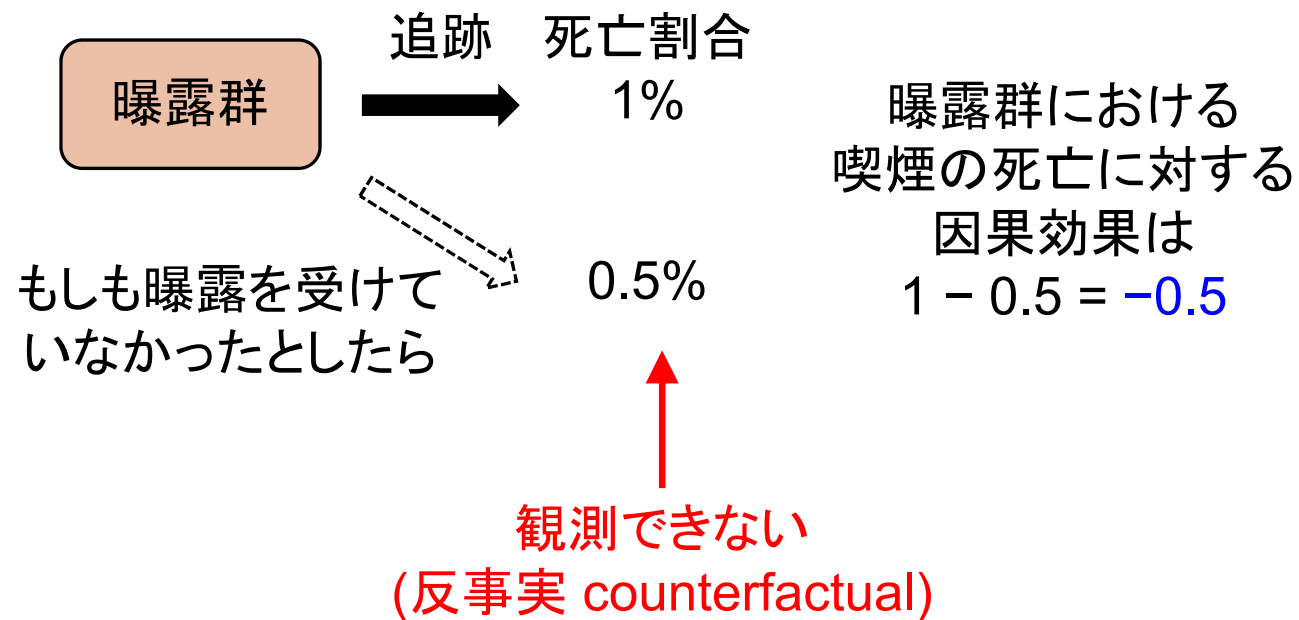 追跡 死亡割合
曝露群
1%
もしも曝露を受けて
いなかったとしたら
0.5%
曝露群における
喫煙の死亡に対する
因果効果は
1 − 0.5 = −0.5
観測できない
(反事実 counterfactual)